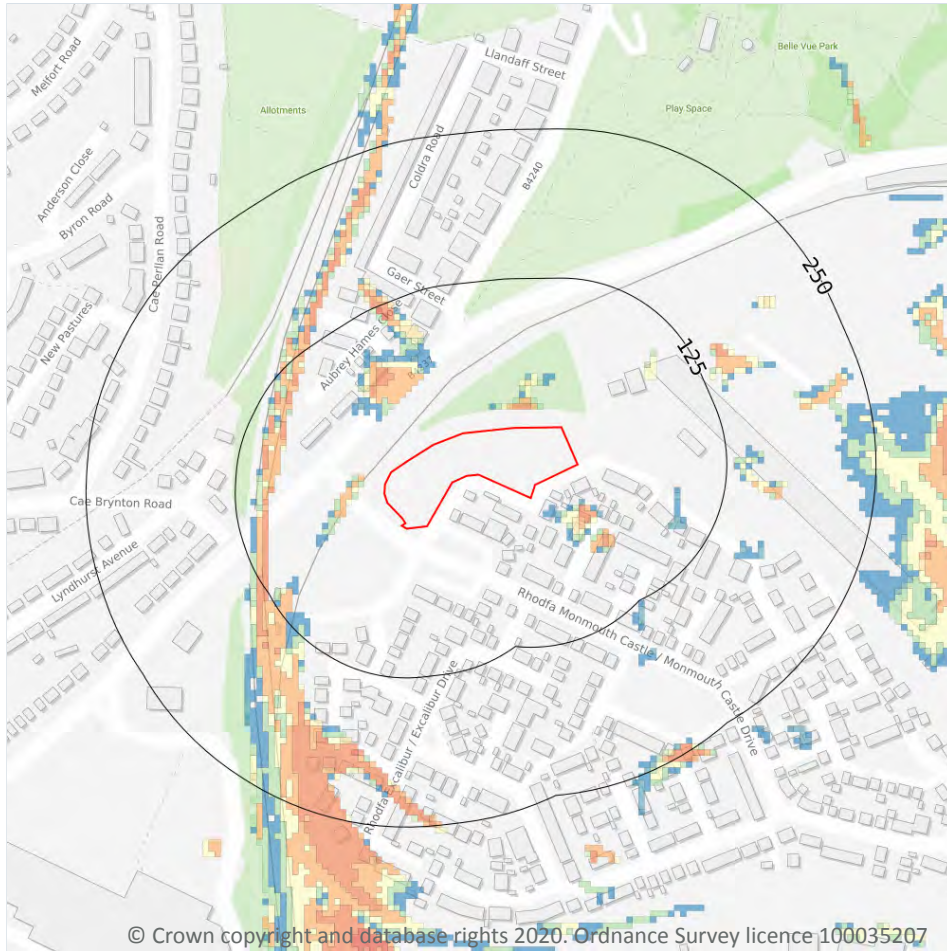 Melfort Road
Llandaff Street
Belle Vue Park
Allotments
Play Space
Coldra Road
Anderson Close
B4240
Byron Road
Cae Perllan Road
250
Gaer Street
New Pastures
Aubrey Hames Close
125
Cae Brynton Road
Lyndhurst Avenue
Rhodfa Monmouth Castle / Monmouth Castle Drive
Rhodfa Excalibur / Excalibur Drive
© Crown copyright and database rights 2020. Ordnance Survey licence 100035207